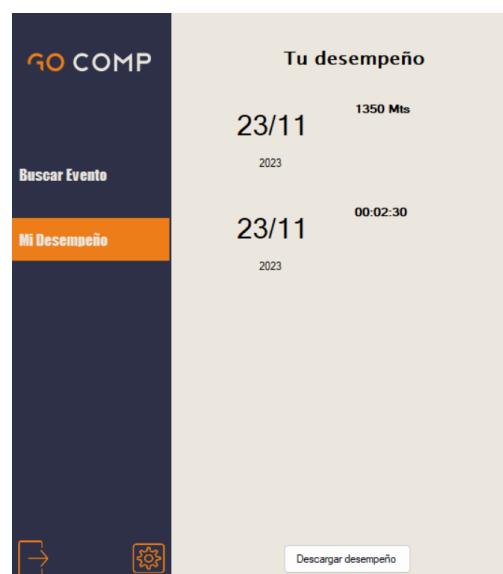 GO COMP
Buscar Evento
Mi Desempeño
Tu desempeño
23/11
1350 Mts
2023
23/11
00:02:30
2023
Descargar desempeño